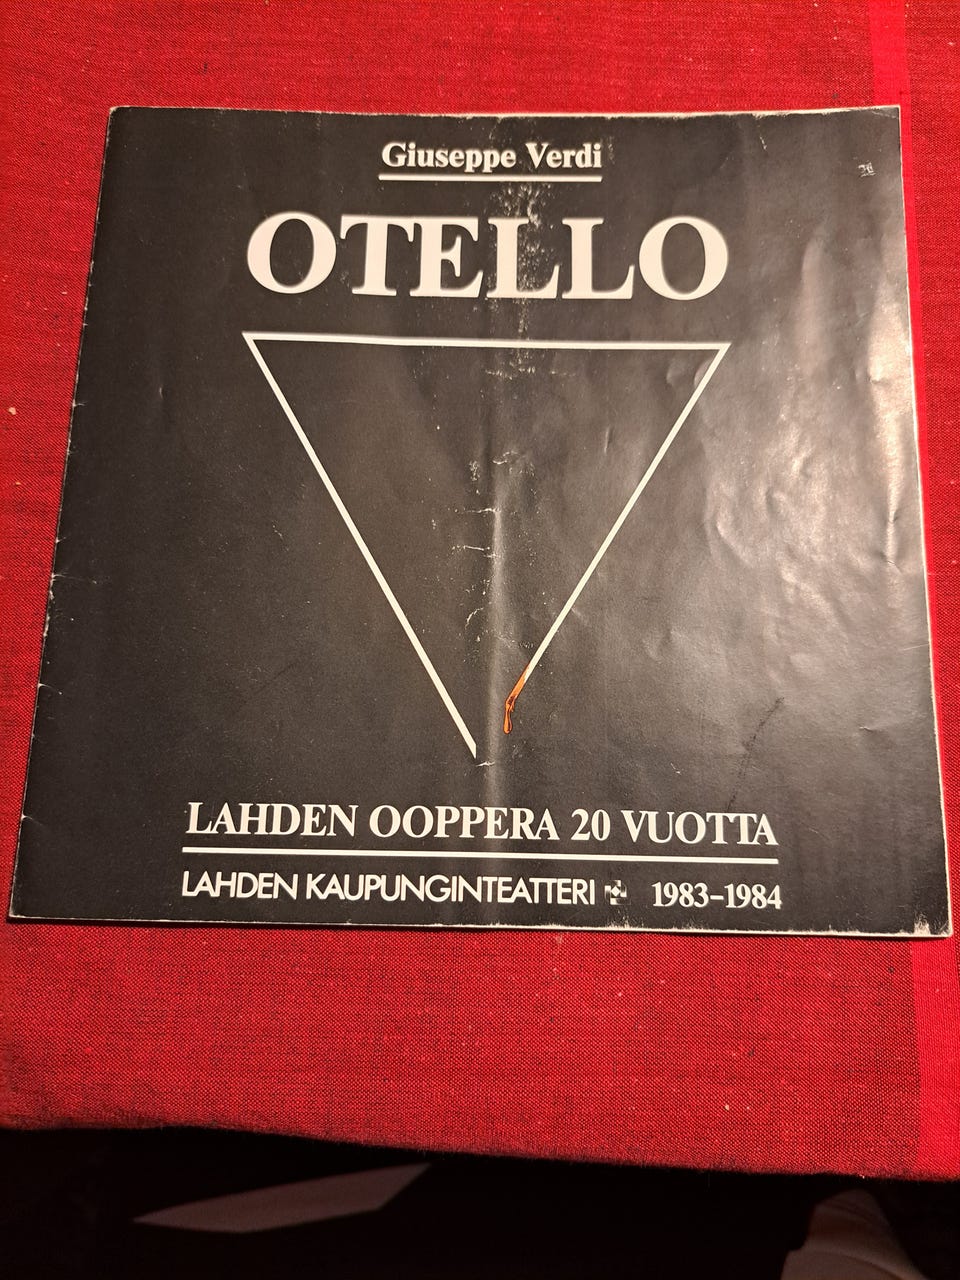 Giuseppe Verdi
OTELLO
LAHDEN OOPPERA 20 VUOTTA
LAHDEN KAUPUNGINTEATTERI 1983-1984